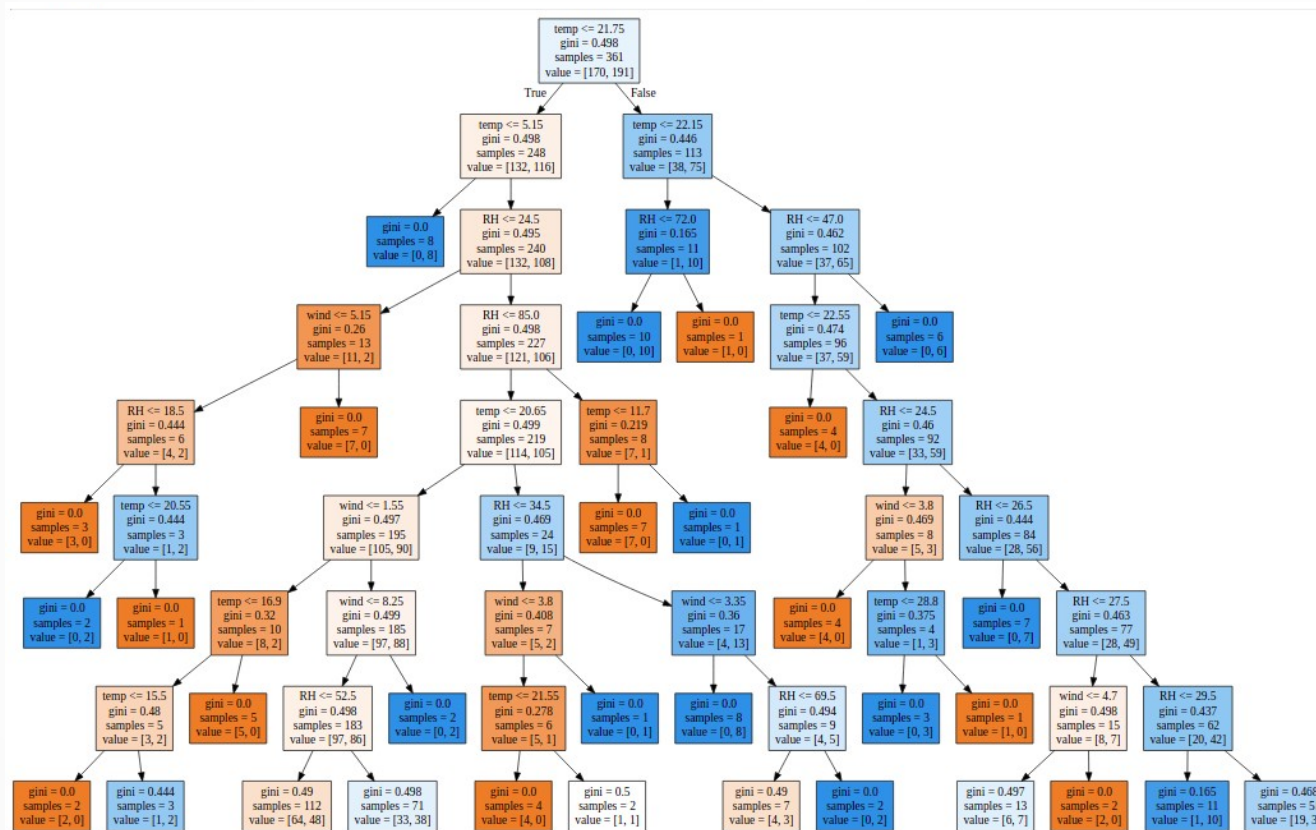 temp <= 21.75
gini = 0.498
samples = 361
value = [170, 191]
True
False
temp <= 5.15
gini = 0.498
samples = 248
value = [132, 116]
temp <= 22.15
gini = 0.446
samples = 113
value = [38, 75]
gini = 0.0
samples = 8
value = [0, 8]
RH <= 24.5
gini = 0.495
samples = 240
value = [132, 108]
RH <= 72.0
gini = 0.165
samples = 11
value = [1, 10]
RH <= 47.0
gini = 0.462
samples = 102
value = [37, 65]
wind <= 5.15
gini = 0.26
samples = 13
value = [11, 2]
RH <= 85.0
gini = 0.498
samples = 227
value = [121, 106]
gini = 0.0
samples = 10
value = [0, 10]
gini = 0.0
samples = 1
value = [1, 0]
temp <= 22.55
gini = 0.474
samples = 96
value = [37, 59]
gini = 0.0
samples = 6
value = [0, 6]
RH <= 18.5
gini = 0.444
samples = 6
value = [4, 2]
gini = 0.0
samples = 7
value = [7, 0]
temp <= 20.65
gini = 0.499
samples = 219
value = [114, 105]
temp <= 11.7
gini = 0.219
samples = 8
value = [7, 1]
gini = 0.0
samples = 4
value = [4, 0]
RH <= 24.5
gini = 0.46
samples = 92
value = [33, 59]
gini = 0.0
samples = 3
value = [3, 0]
temp <= 20.55
gini = 0.444
samples = 3
value = [1, 2]
wind <= 1.55
gini = 0.497
samples = 195
value = [105, 90]
RH <= 34.5
gini = 0.469
samples = 24
value = [9, 15]
gini = 0.0
samples = 7
value = [7, 0]
gini = 0.0
samples = 1
value = [0, 1]
wind <= 3.8
gini = 0.469
samples = 8
value = [5, 3]
RH <= 26.5
gini = 0.444
samples = 84
value = [28, 56]
gini = 0.0
samples = 2
value = [0, 2]
gini = 0.0
samples = 1
value = [1, 0]
temp <= 16.9
gini = 0.32
samples = 10
value = [8, 2]
wind <= 8.25
gini = 0.499
samples = 185
value = [97, 88]
wind <= 3.8
gini = 0.408
samples = 7
value = [5, 2]
wind <= 3.35
gini = 0.36
samples = 17
value = [4, 13]
gini = 0.0
samples = 4
value = [4, 0]
temp <= 28.8
gini = 0.375
samples = 4
value = [1, 3]
gini = 0.0
samples = 7
value = [0, 7]
RH <= 27.5
gini = 0.463
samples = 77
value = [28, 49]
temp <= 15.5
gini = 0.48
samples = 5
value = [3, 2]
gini = 0.0
samples = 5
value = [5, 0]
RH <= 52.5
gini = 0.498
samples = 183
value = [97, 86]
gini = 0.0
samples = 2
value = [0, 2]
temp <= 21.55
gini = 0.278
samples = 6
value = [5, 1]
gini = 0.0
samples = 1
value = [0, 1]
gini = 0.0
samples = 8
value = [0, 8]
RH <= 69.5
gini = 0.494
samples = 9
value = [4, 5]
gini = 0.0
samples = 3
value = [0, 3]
gini = 0.0
samples = 1
value = [1, 0]
wind <= 4.7
gini = 0.498
samples = 15
value = [8, 7]
RH <= 29.5
gini = 0.437
samples = 62
value = [20, 42]
gini = 0.0
samples = 2
value = [2, 0]
gini = 0.444
samples = 3
value = [1, 2]
gini = 0.49
samples = 112
value = [64, 48]
gini = 0.498
samples = 71
value = [33, 38]
gini = 0.0
samples = 4
value = [4, 0]
gini = 0.5
samples = 2
value = [1, 1]
gini = 0.49
samples = 7
value = [4, 3]
gini = 0.0
samples = 2
value = [0, 2]
gini = 0.497
samples = 13
value = [6, 7]
gini = 0.0
samples = 2
value = [2, 0]
gini = 0.165
samples = 11
value = [1, 10]
gini = 0.468
samples = 5
value = [19,